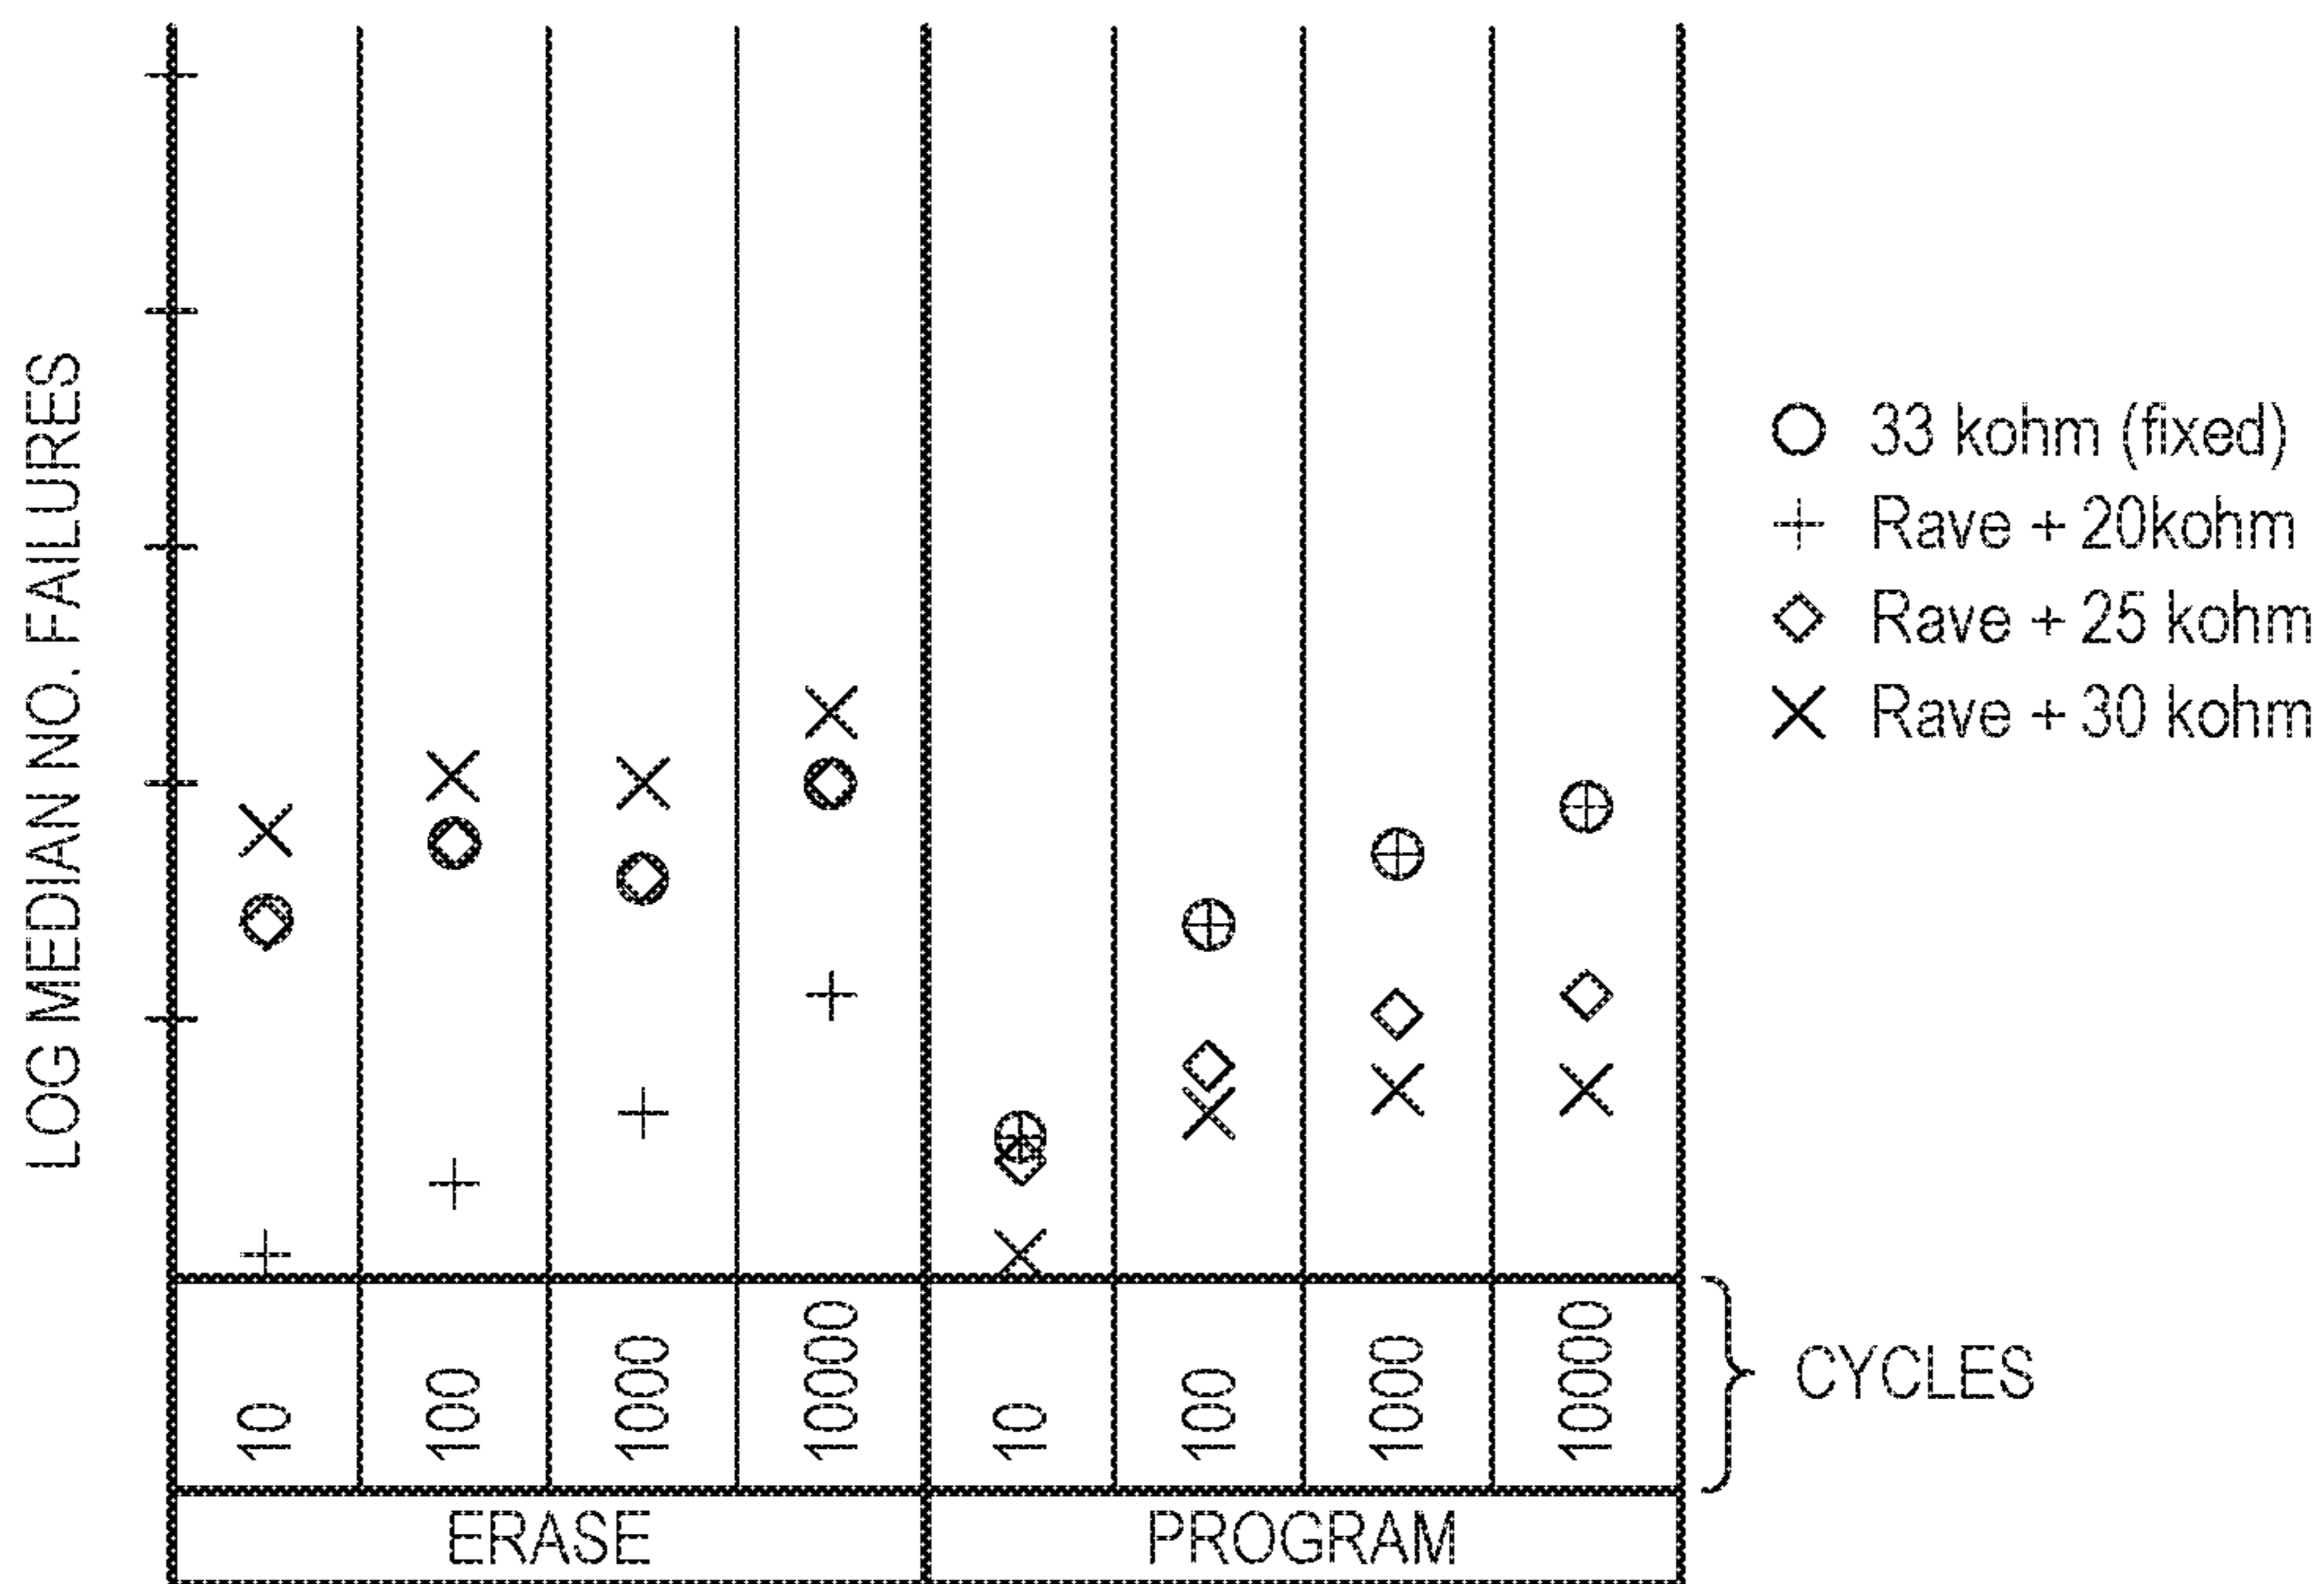 LOG MEDIAN NO. FAILURES
33 kohm (fixed)
Rave + 20kohm
Rave + 25 kohm
Rave + 30 kohm
10
100
1000
10000
10
100
1000
10000
CYCLES
ERASE
PROGRAM